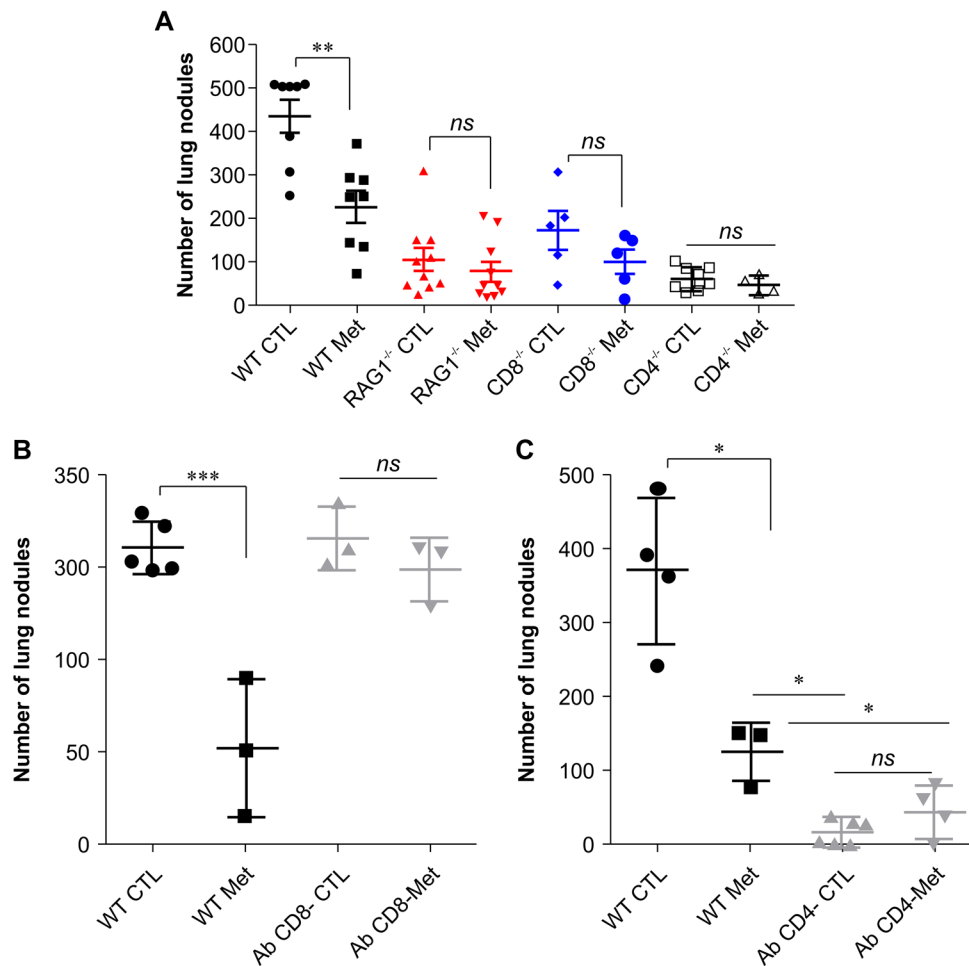 A
Number of lung nodules
600
500
400
300
200
100
0
**
ns
ns
ns
WT CTL
WT Met
RAG1-/- CTL
RAG1-/- Met
CD8-/- CTL
CD8-/- Met
CD4-/- CTL
CD4-/- Met
B
Number of lung nodules
350
300
100
50
0
***
ns
WT CTL
WT Met
Ab CD8- CTL
Ab CD8-Met
C
Number of lung nodules
500
400
300
200
100
0
*
*
*
ns
WT CTL
WT Met
Ab CD4- CTL
Ab CD4-Met